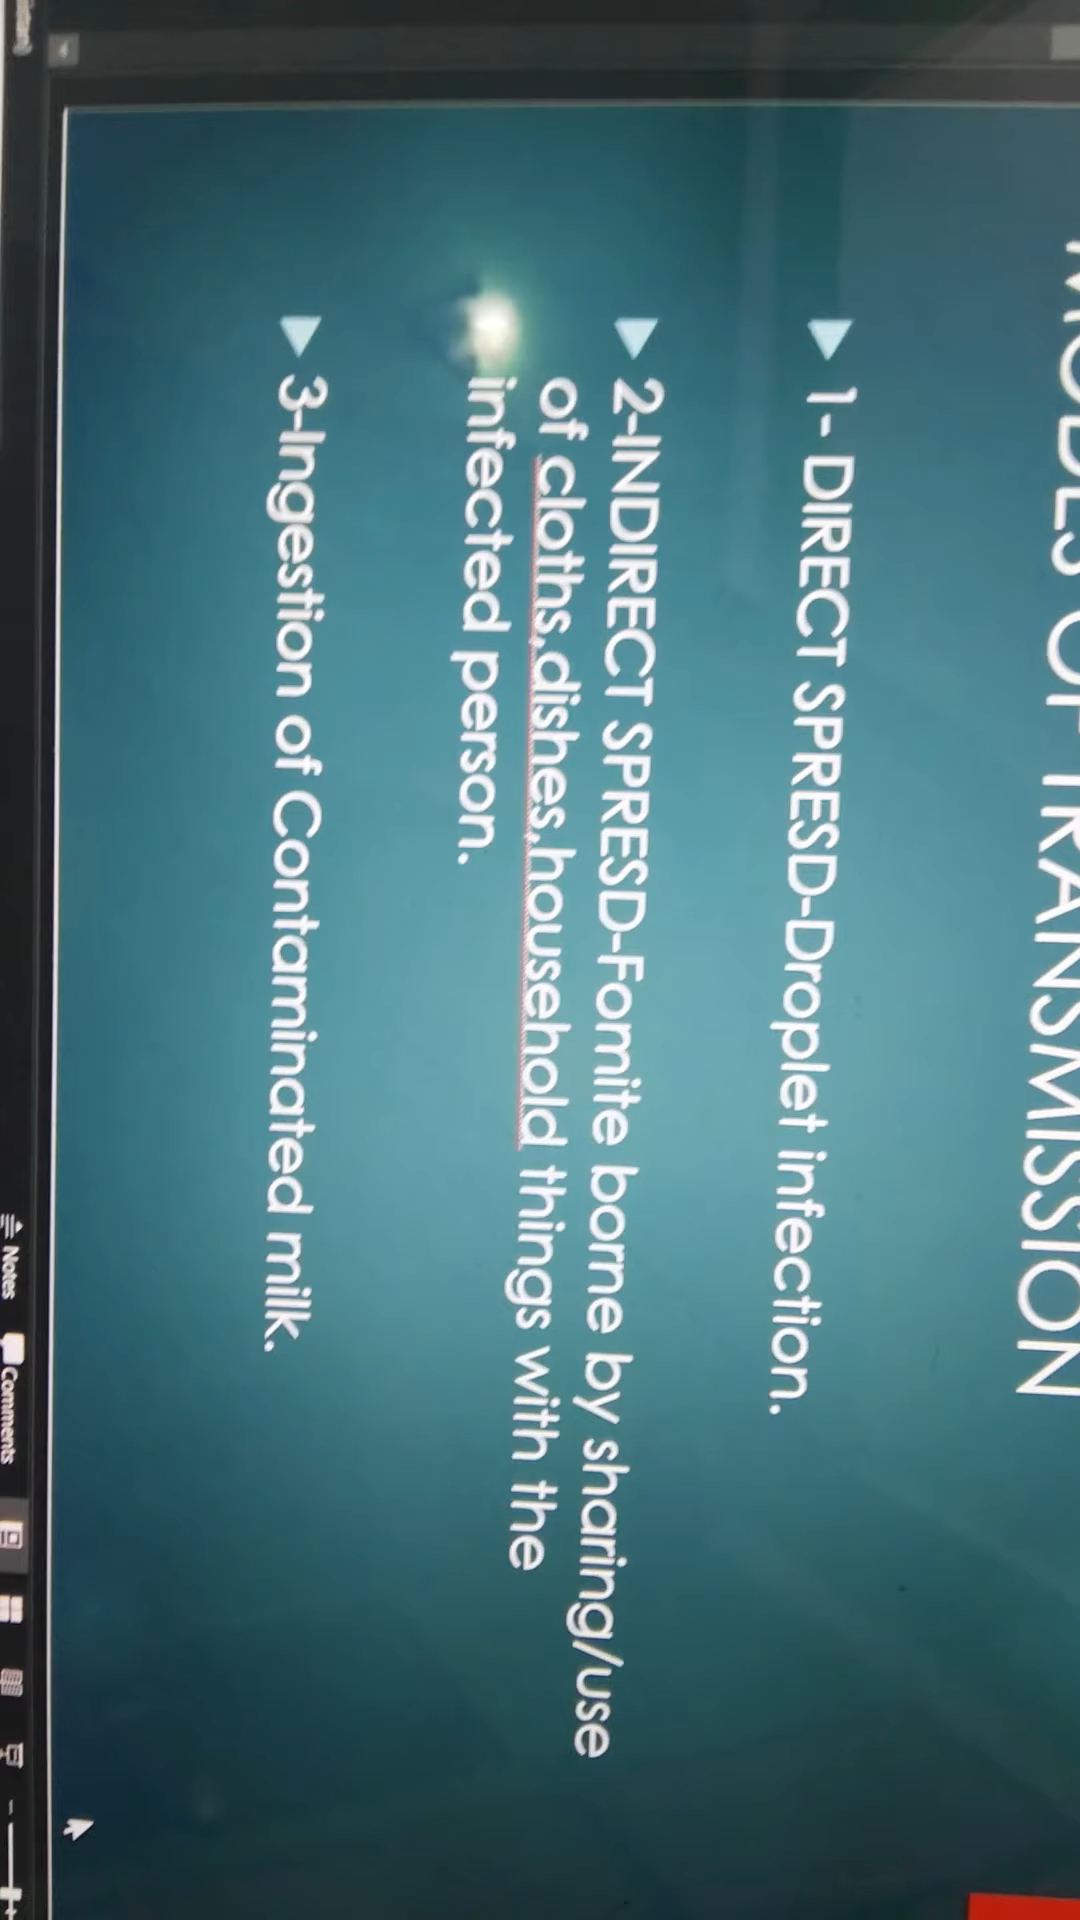 MODES OF TRANSMISSION
1- DIRECT SPRESD-Droplet infection.
2-INDIRECT SPRESD-Fomite borne by sharing/use
of cloths,dishes,household things with the
infected person.
3-Ingestion of Contaminated milk.
Notes
Comments